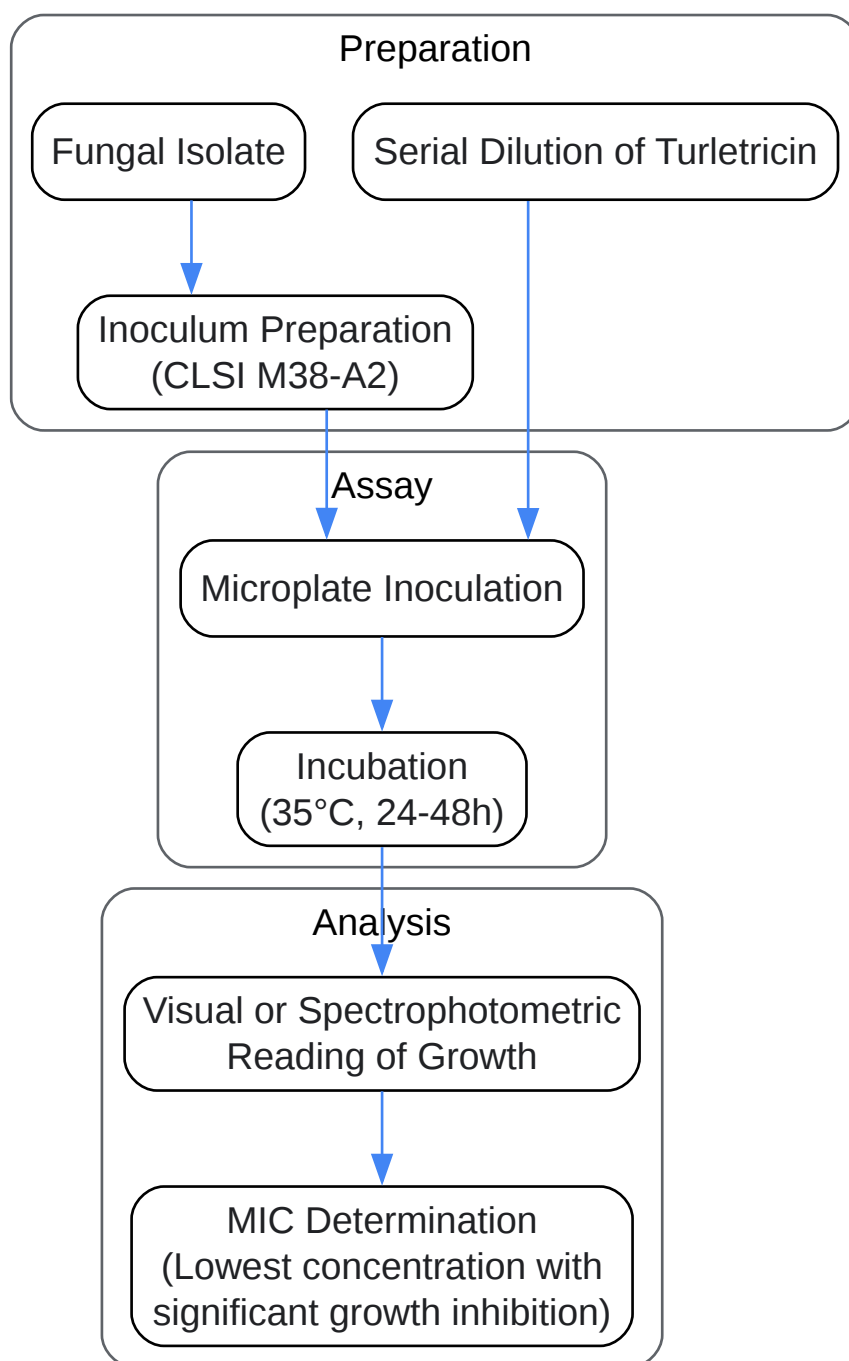 Preparation
Fungal Isolate
Serial Dilution of Turletricin
Inoculum Preparation
(CLSI M38-A2)
Assay
Microplate Inoculation
Incubation
(35°C, 24-48h)
Analysis
Visual or Spectrophotometric
Reading of Growth
MIC Determination
(Lowest concentration with
significant growth inhibition)